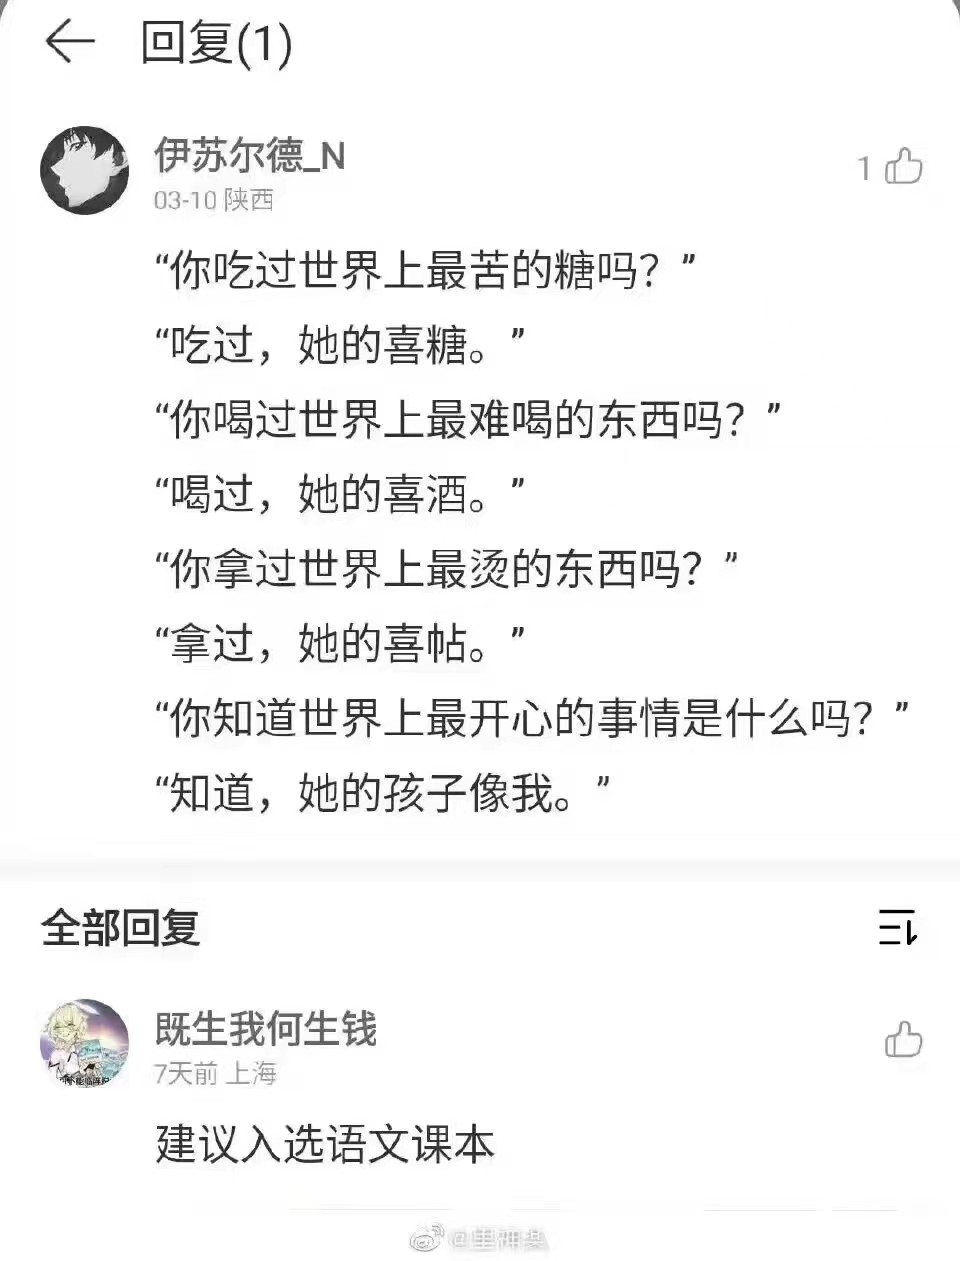 回复(1)
伊苏尔德_N
1
03-10 陕西
“你吃过世界上最苦的糖吗？”
“吃过，她的喜糖。”
“你喝过世界上最难喝的东西吗？”
“喝过，她的喜酒。”
“你拿过世界上最烫的东西吗？”
“拿过，她的喜帖。”
“你知道世界上最开心的事情是什么吗？”
“知道，她的孩子像我。”
全部回复
既生我何生钱
7天前 上海
建议入选语文课本